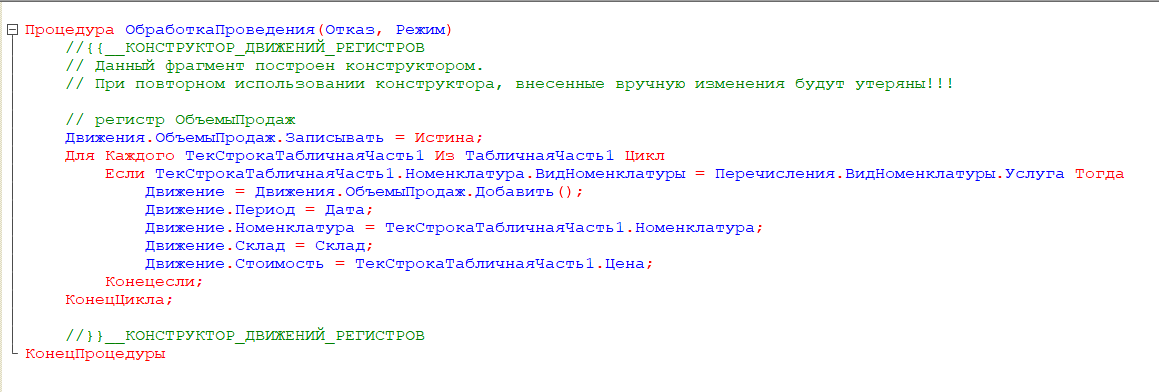 Процедура ОбработкаПроведения(Отказ, Режим)
//{{__КОНСТРУКТОР_ДВИЖЕНИЙ_РЕГИСТРОВ
// Данный фрагмент построен конструктором.
// При повторном использовании конструктора, внесенные вручную изменения будут утеряны!!!
// регистр ОбъемыПродаж
Движения.ОбъемыПродаж.Записывать = Истина;
Для Каждого ТекСтрокаТабличнаяЧасть1 Из ТабличнаяЧасть1 Цикл
Если ТекСтрокаТабличнаяЧасть1.Номенклатура.ВидНоменклатуры = Перечисления.ВидНоменклатуры.Услуга Тогда
Движение = Движения.ОбъемыПродаж.Добавить();
Движение.Период = Дата;
Движение.Номенклатура = ТекСтрокаТабличнаяЧасть1.Номенклатура;
Движение.Склад = Склад;
Движение.Стоимость = ТекСтрокаТабличнаяЧасть1.Цена;
Конецесли;
КонецЦикла;
//}}__КОНСТРУКТОР_ДВИЖЕНИЙ_РЕГИСТРОВ
КонецПроцедуры